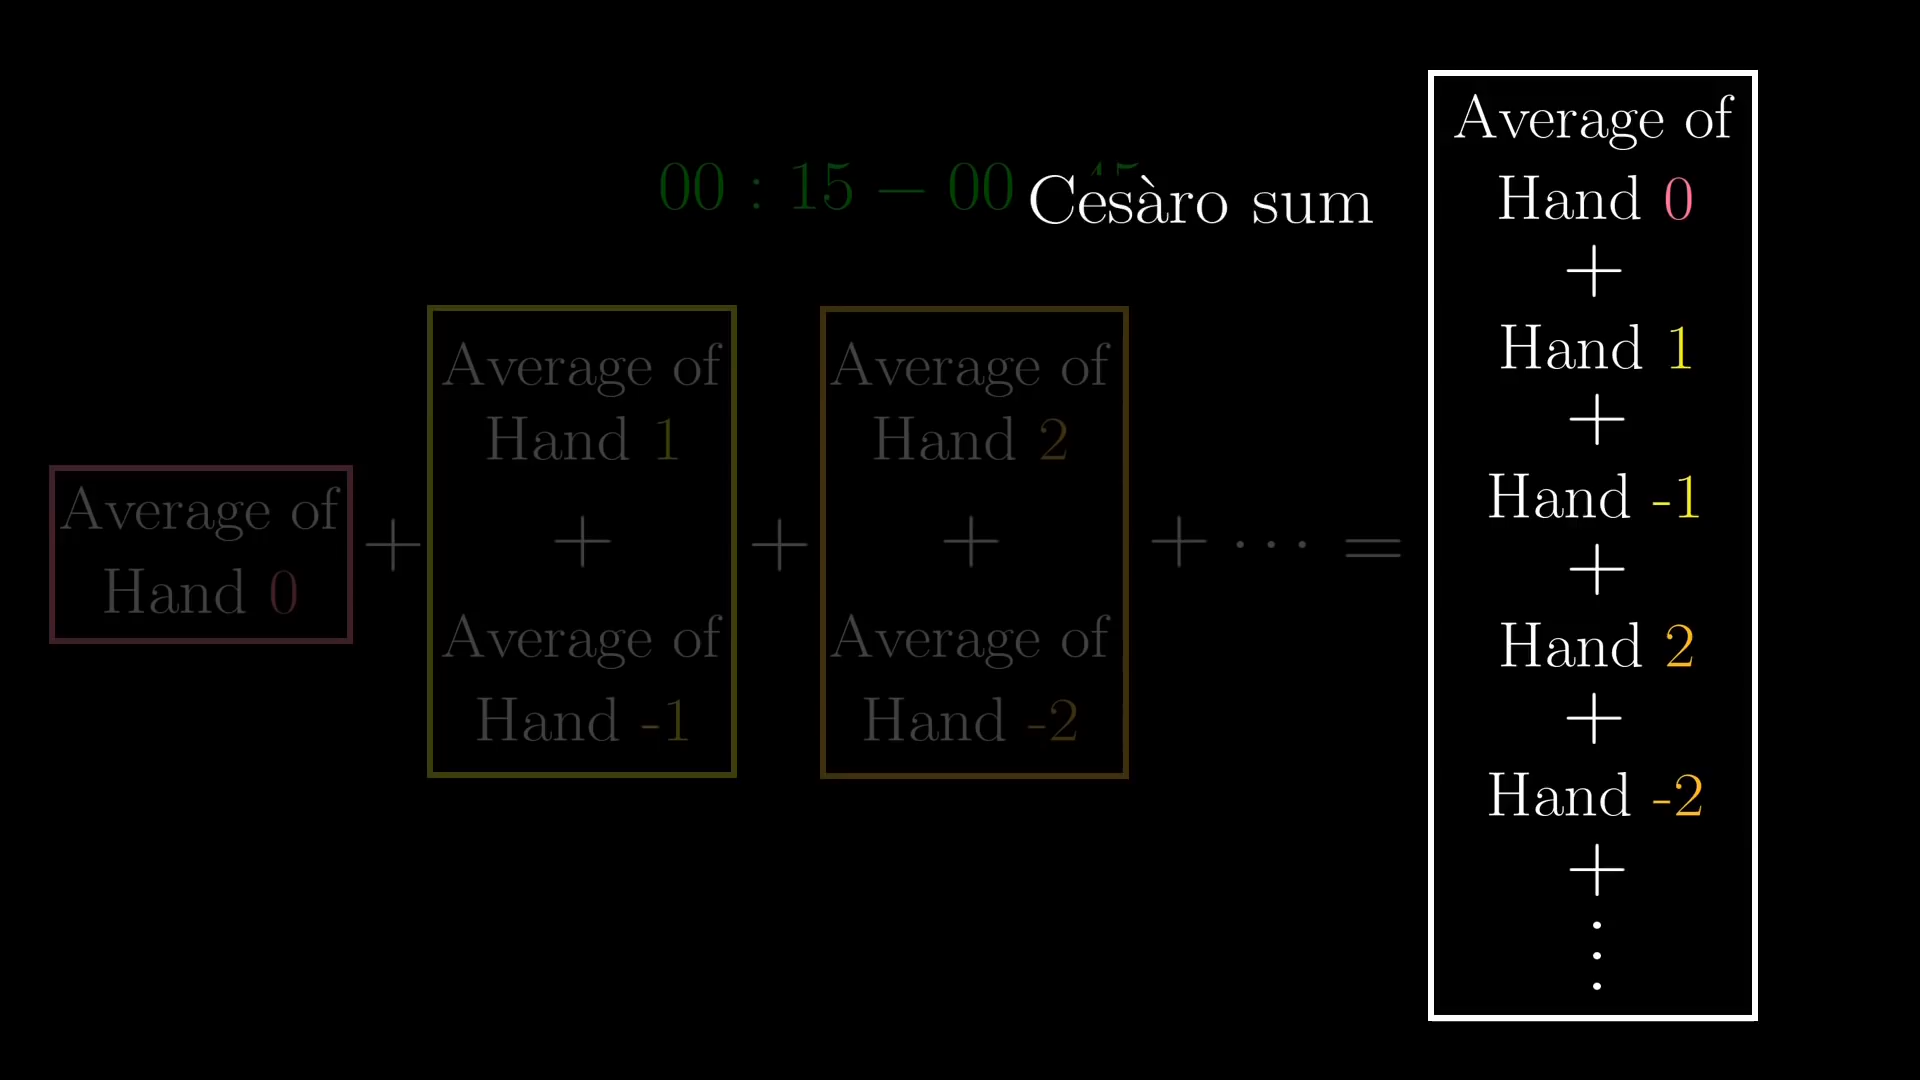 00 : 15 − 00
Cesàro sum
Average of
Hand 0
+
Average of
Hand 1
+
Average of
Hand -1
+
Average of
Hand 2
+
Average of
Hand -2
+ ··· =
Average of
Hand 0
+
Hand 1
+
Hand -1
+
Hand 2
+
Hand -2
+
⋮